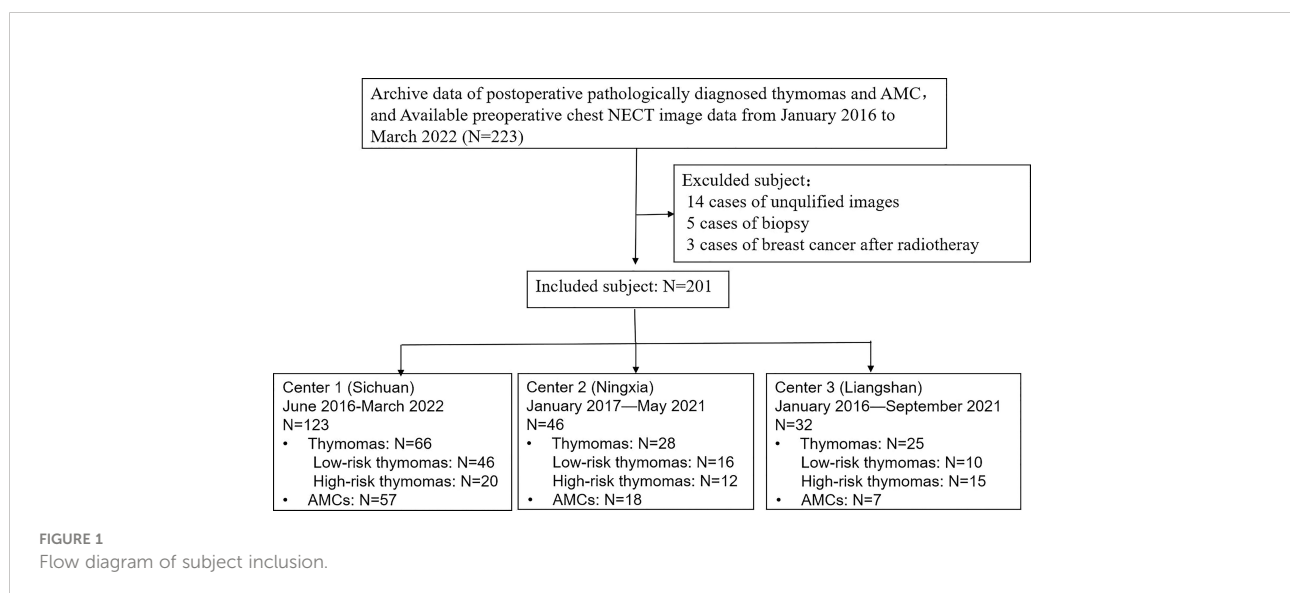 Archive data of postoperative pathologically diagnosed thymomas and AMC，
and Available preoperative chest NECT image data from January 2016 to
March 2022 (N=223)
Exculded subject：
14 cases of unqulified images
5 cases of biopsy
3 cases of breast cancer after radiotheray
Included subject: N=201
Center 1 (Sichuan)
June 2016-March 2022
N=123
• Thymomas: N=66
Low-risk thymomas: N=46
High-risk thymomas: N=20
• AMCs: N=57
Center 2 (Ningxia)
January 2017—May 2021
N=46
• Thymomas: N=28
Low-risk thymomas: N=16
High-risk thymomas: N=12
• AMCs: N=18
Center 3 (Liangshan)
January 2016—September 2021
N=32
• Thymomas: N=25
Low-risk thymomas: N=10
High-risk thymomas: N=15
• AMCs: N=7
FIGURE 1
Flow diagram of subject inclusion.